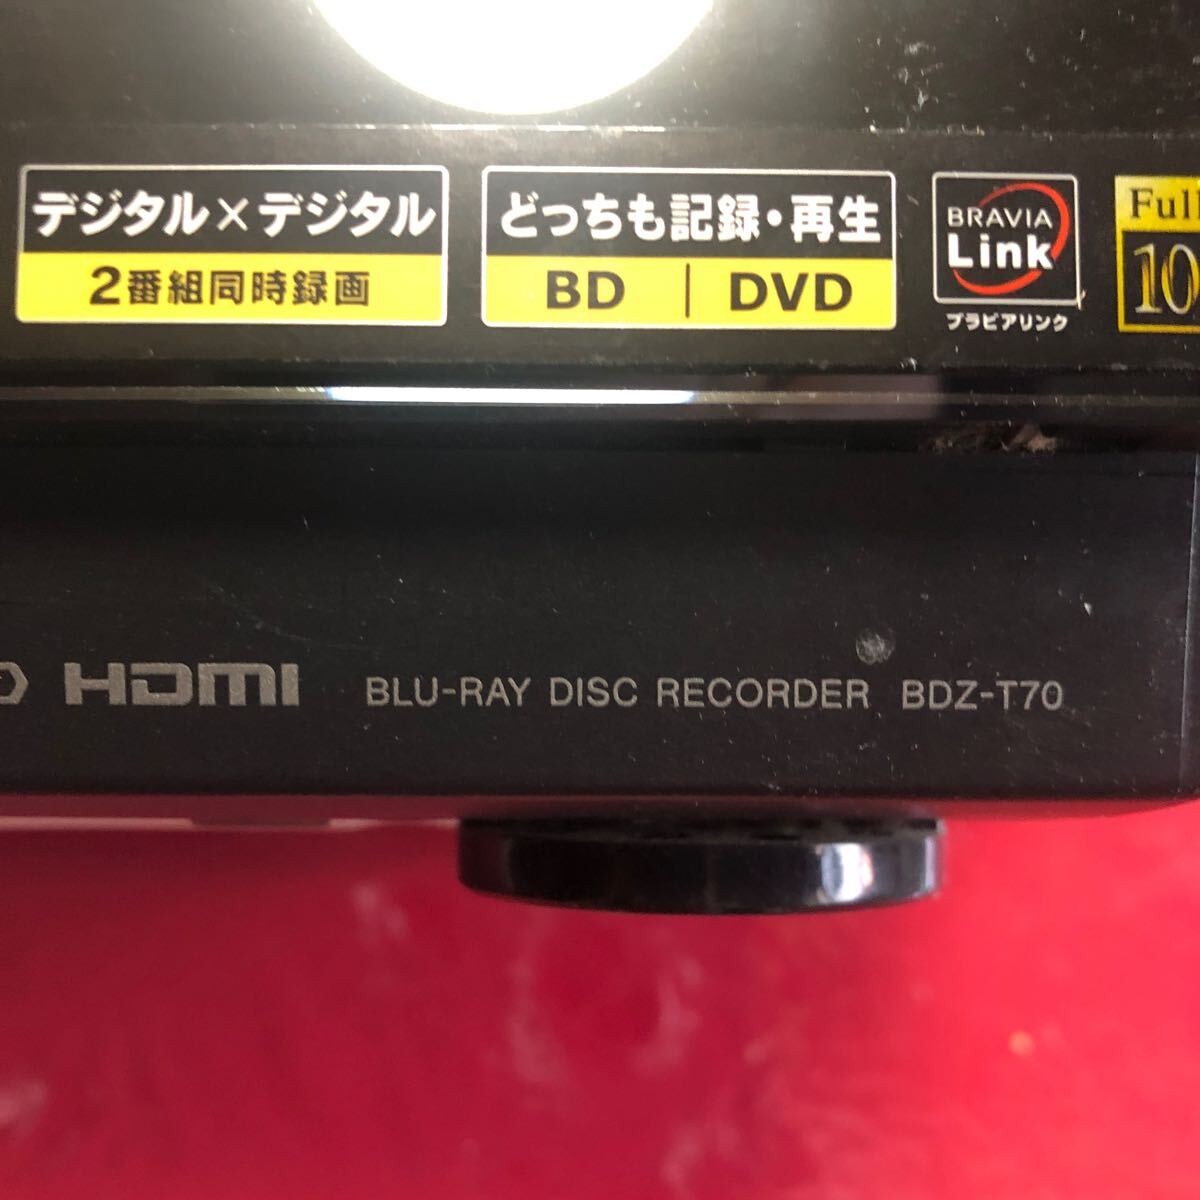 デジタル×デジタル
2番組同時録画
どっちも記録・再生
BD | DVD
BRAVIA
Link
ブラビアリンク
Full
10
HDMI
BLU-RAY DISC RECORDER BDZ-T70